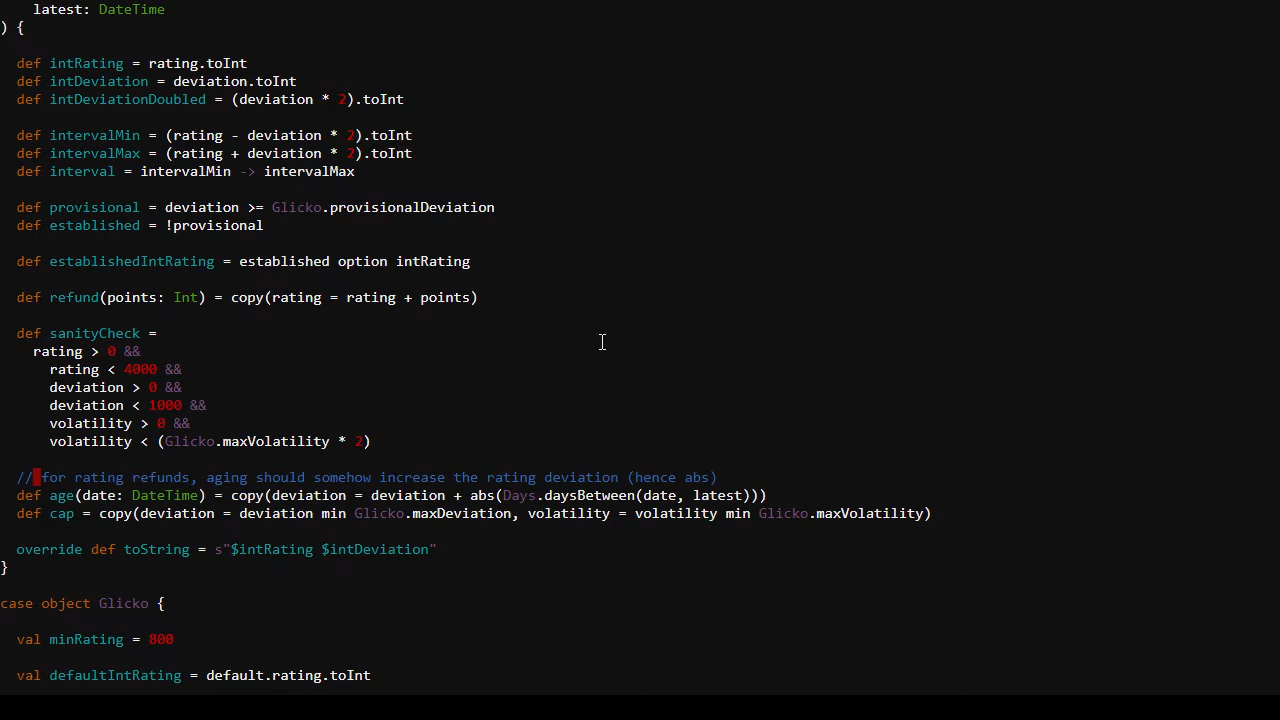 latest: DateTime
) {
def intRating = rating.toInt
def intDeviation = deviation.toInt
def intDeviationDoubled = (deviation * 2).toInt
def intervalMin = (rating - deviation * 2).toInt
def intervalMax = (rating + deviation * 2).toInt
def interval = intervalMin -> intervalMax
def provisional = deviation >= Glicko.provisionalDeviation
def established = !provisional
def establishedIntRating = established option intRating
def refund(points: Int) = copy(rating = rating + points)
def sanityCheck =
rating > 0 &&
rating < 4000 &&
deviation > 0 &&
deviation < 1000 &&
volatility > 0 &&
volatility < (Glicko.maxVolatility * 2)
// for rating refunds, aging should somehow increase the rating deviation (hence abs)
def age(date: DateTime) = copy(deviation = deviation + abs(Days.daysBetween(date, latest)))
def cap = copy(deviation = deviation min Glicko.maxDeviation, volatility = volatility min Glicko.maxVolatility)
override def toString = s"$intRating $intDeviation"
}
case object Glicko {
val minRating = 800
val defaultIntRating = default.rating.toInt